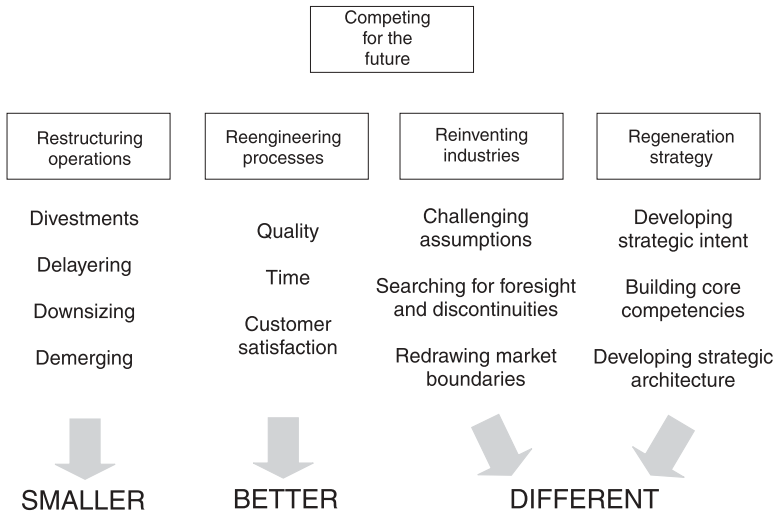 Competing
for the
future
Restructuring
operations
Reengineering
processes
Reinventing
industries
Regeneration
strategy
Divestments
Delayering
Downsizing
Demerging
Quality
Time
Customer
satisfaction
Challenging
assumptions
Searching for foresight
and discontinuities
Redrawing market
boundaries
Developing
strategic intent
Building core
competencies
Developing strategic
architecture
SMALLER
BETTER
DIFFERENT